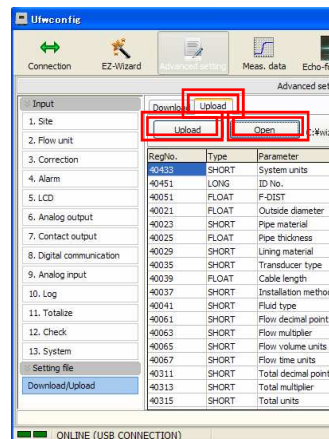 Ufwconfig
Connection EZ-Wizard Advanced setting Meas. data Echo-f
Advanced set
Input
1. Site
2. Flow unit
3. Correction
4. Alarm
5. LCD
6. Analog output
7. Contact output
8. Digital communication
9. Analog input
10. Log
11. Totalize
12. Check
13. System
Setting file
Download/Upload
Download Upload
Upload Open C:¥wi
RegNo. Type Parameter
40433 SHORT System units
40451 LONG ID No.
40051 FLOAT F-DIST
40021 FLOAT Outside diameter
40023 SHORT Pipe material
40025 FLOAT Pipe thickness
40029 SHORT Lining material
40035 SHORT Transducer type
40039 FLOAT Cable length
40037 SHORT Installation method
40041 SHORT Fluid type
40061 SHORT Flow decimal point
40063 SHORT Flow multiplier
40065 SHORT Flow volume units
40067 SHORT Flow time units
40311 SHORT Total decimal point
40313 SHORT Total multiplier
40315 SHORT Total units
ONLINE (USB CONNECTION)